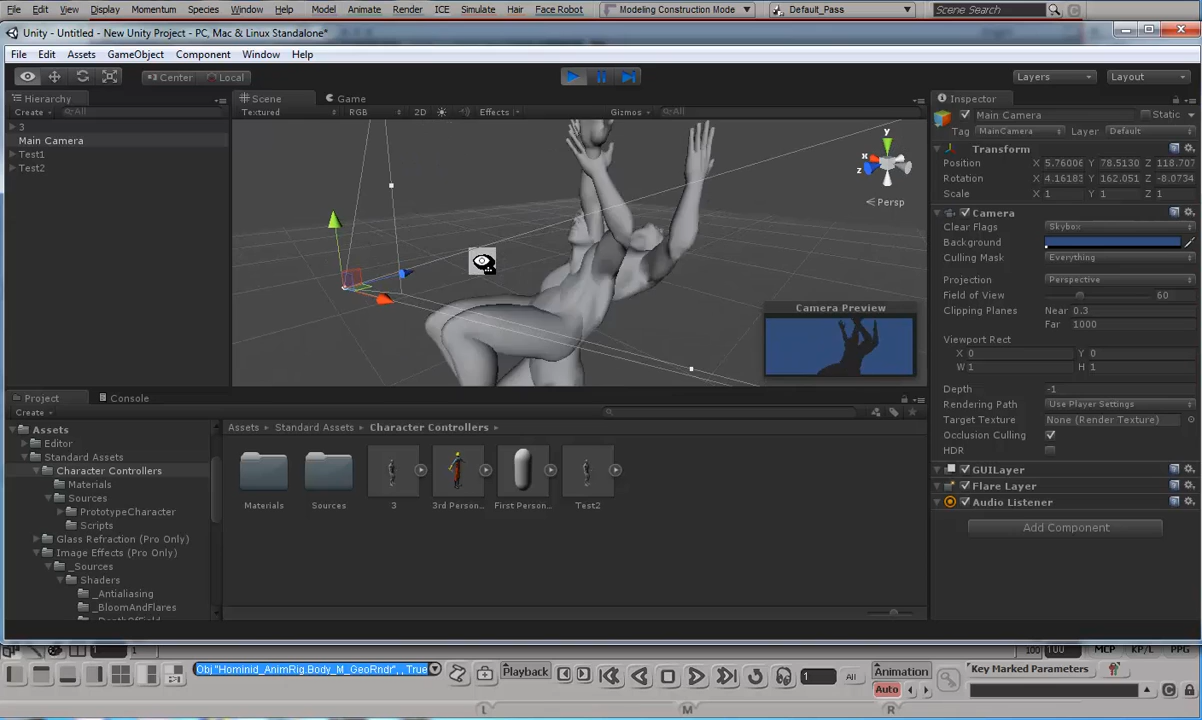 File Edit Display View Momentum Species Window Help Model Animate Render ICE Simulate Hair Face Robot Modeling Construction Mode Default_Pass Scene Search
Unity - Untitled - New Unity Project - PC, Mac & Linux Standalone*
File Edit Assets GameObject Component Window Help
Center Local Layers Layout
Hierarchy
Create All
3
Main Camera
Test1
Test2
Scene Game
Textured RGB 2D Effects Gizmos All
y
x
z
Persp
Camera Preview
Inspector
Main Camera Static
Tag MainCamera Layer Default
Transform
Position X 5.76006 Y 78.5130 Z 118.707
Rotation X 4.16183 Y 162.051 Z -8.0734
Scale X 1 Y 1 Z 1
Camera
Clear Flags Skybox
Background
Culling Mask Everything
Projection Perspective
Field of View 60
Clipping Planes Near 0.3
Far 1000
Viewport Rect
X 0 Y 0
W 1 H 1
Depth -1
Rendering Path Use Player Settings
Target Texture None (Render Texture)
Occlusion Culling
HDR
GUILayer
Flare Layer
Audio Listener
Add Component
Project Console
Create
Assets
Editor
Standard Assets
Character Controllers
Materials
Sources
PrototypeCharacter
Scripts
Glass Refraction (Pro Only)
Image Effects (Pro Only)
_Sources
Shaders
_Antialiasing
_BloomAndFlares
_DepthOfField
Assets Standard Assets Character Controllers
Materials Sources 3 3rd Person... First Person... Test2
1 100 100 MCP KP/L PPG
Obj "Hominid_AnimRig.Body_M_GeoRndr", , True
Playback 1 All Animation Key Marked Parameters
Auto
L M R